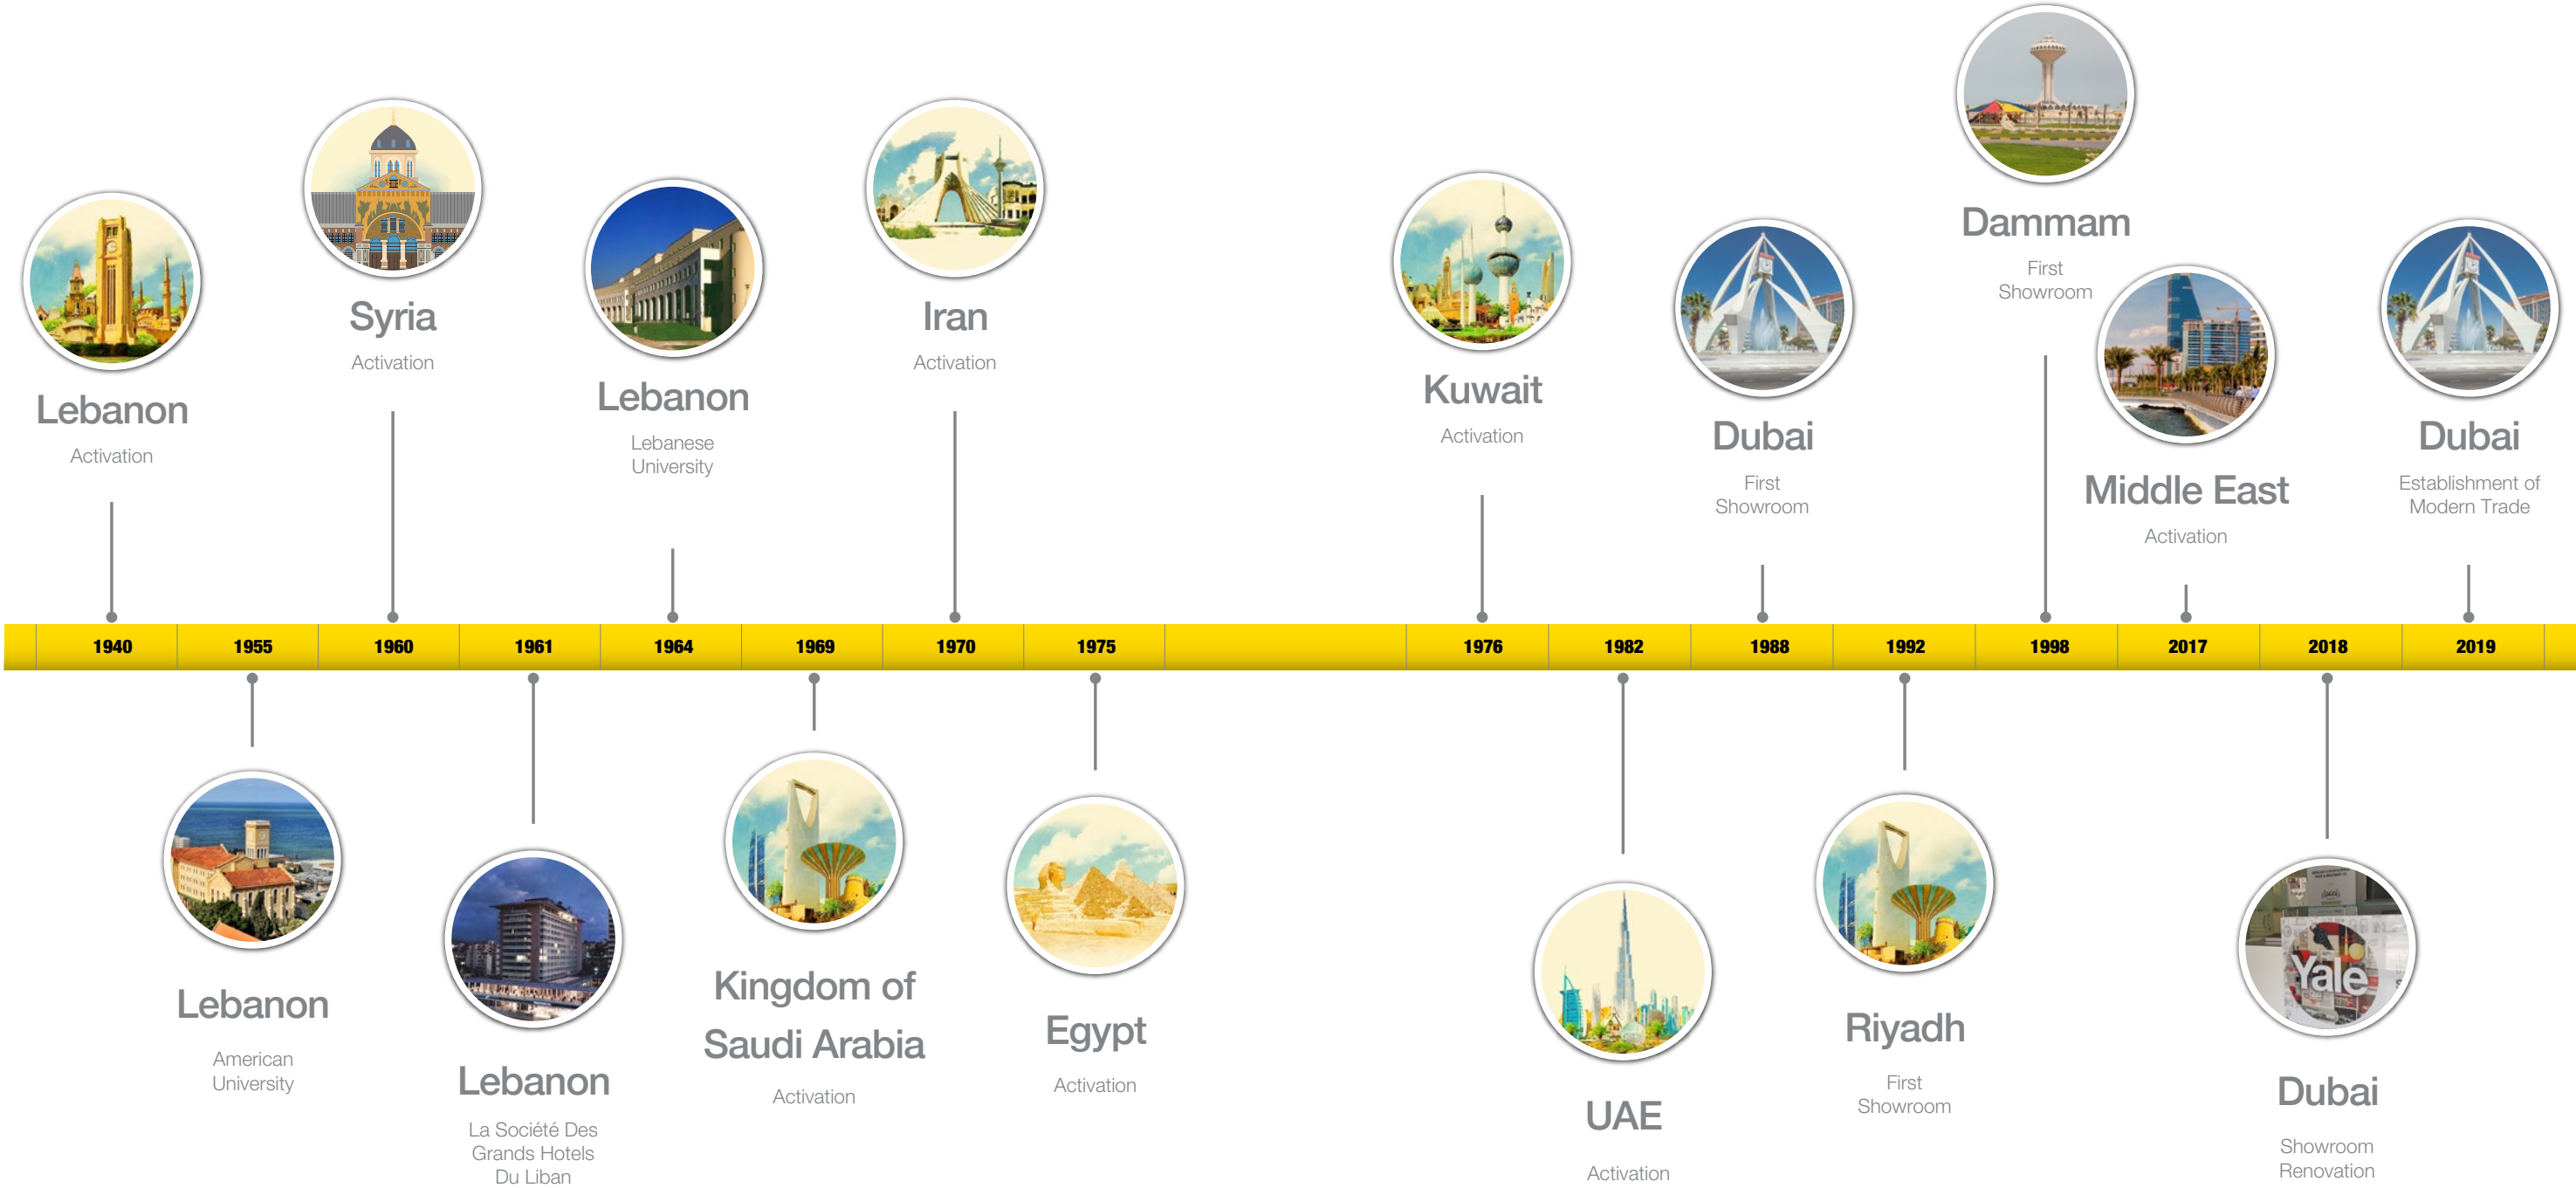 Dammam
First
Showroom
Syria
Activation
Iran
Activation
Lebanon
Activation
Lebanon
Lebanese
University
Kuwait
Activation
Dubai
First
Showroom
Middle East
Activation
Dubai
Establishment of
Modern Trade
1940
1955
1960
1961
1964
1969
1970
1975
1976
1982
1988
1992
1998
2017
2018
2019
Lebanon
American
University
Lebanon
La Société Des
Grands Hotels
Du Liban
Kingdom of
Saudi Arabia
Activation
Egypt
Activation
UAE
Activation
Riyadh
First
Showroom
Yale
Dubai
Showroom
Renovation